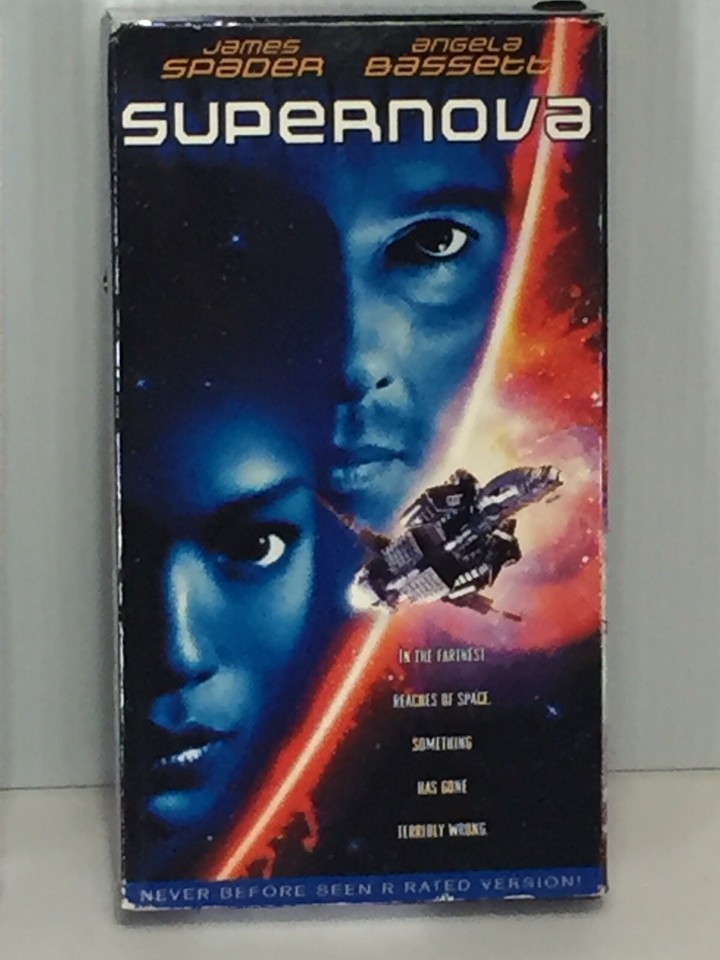 James angela
SPADER BASSETT
SUPERNOVA
IN THE FARTHEST
REACHES OF SPACE,
SOMETHING
HAS GONE
TERRIBLY WRONG.
NEVER BEFORE SEEN R RATED VERSION!